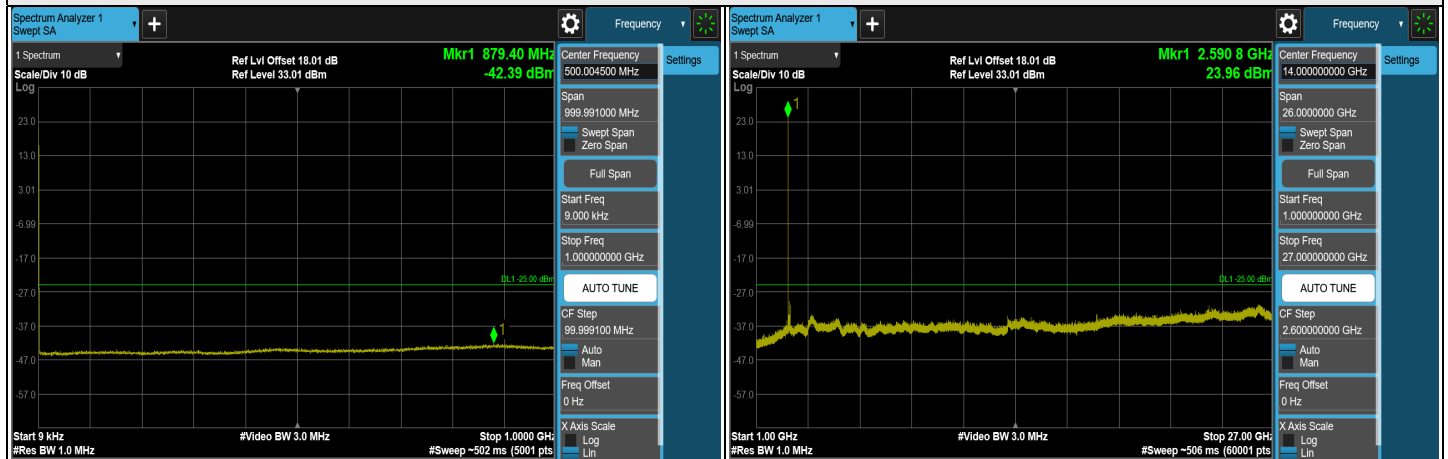 Spectrum Analyzer 1
Swept SA
+
Frequency
1 Spectrum
Ref Lvl Offset 18.01 dB
Mkr1 879.40 MHz
Scale/Div 10 dB
Ref Level 33.01 dBm
-42.39 dBm
Log
23.0
13.0
3.01
-6.99
-17.0
DL1 -25.00 dBm
-27.0
1
-37.0
-47.0
-57.0
Start 9 kHz
#Video BW 3.0 MHz
Stop 1.0000 GHz
#Res BW 1.0 MHz
#Sweep ~502 ms (5001 pts
Center Frequency
500.004500 MHz
Settings
Span
999.991000 MHz
Swept Span
Zero Span
Full Span
Start Freq
9.000 kHz
Stop Freq
1.000000000 GHz
AUTO TUNE
CF Step
99.999100 MHz
Auto
Man
Freq Offset
0 Hz
X Axis Scale
Log
Lin
Spectrum Analyzer 1
Swept SA
+
Frequency
1 Spectrum
Ref Lvl Offset 18.01 dB
Mkr1 2.590 8 GHz
Scale/Div 10 dB
Ref Level 33.01 dBm
23.96 dBm
Log
1
23.0
13.0
3.01
-6.99
-17.0
DL1 -25.00 dBm
-27.0
-37.0
-47.0
-57.0
Start 1.00 GHz
#Video BW 3.0 MHz
Stop 27.00 GHz
#Res BW 1.0 MHz
#Sweep ~506 ms (60001 pts
Center Frequency
14.00000000 GHz
Settings
Span
26.0000000 GHz
Swept Span
Zero Span
Full Span
Start Freq
1.000000000 GHz
Stop Freq
27.00000000 GHz
AUTO TUNE
CF Step
2.600000000 GHz
Auto
Man
Freq Offset
0 Hz
X Axis Scale
Log
Lin